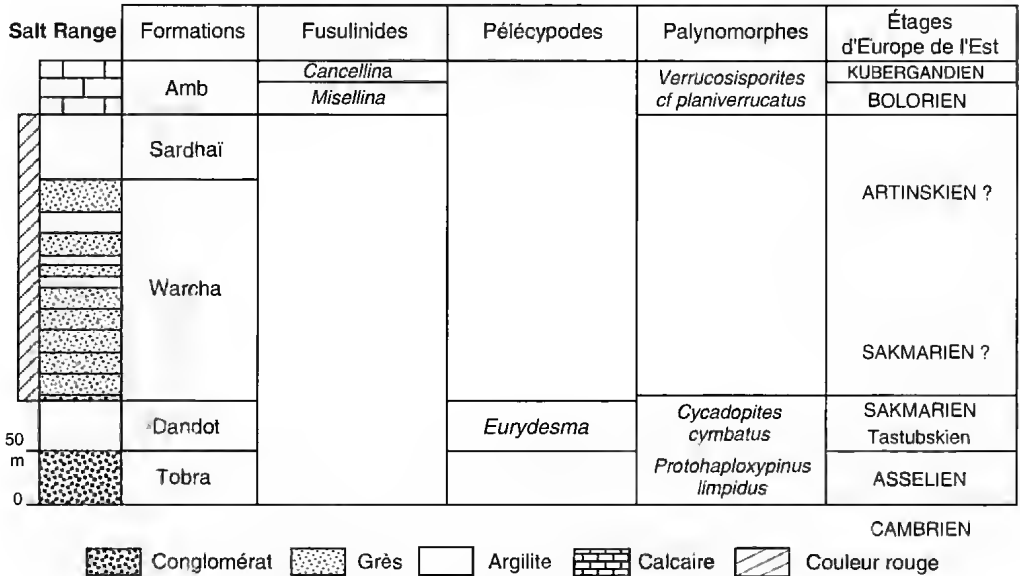 Salt Range
Formations
Fusulinides
Pélécypodes
Palynomorphes
Étages
d'Europe de l'Est
Amb
Cancellina
Misellina
Verrucosisporites
cf planiverrucatus
KUBERGANDIEN
BOLORIEN
Sardhaï
ARTINSKIEN ?
Warcha
SAKMARIEN ?
Dandot
Eurydesma
Cycadopites
cymbatus
SAKMARIEN
Tastubskien
50
m
0
Tobra
Protohaploxypinus
limpidus
ASSELIEN
CAMBRIEN
Conglomérat
Grès
Argilite
Calcaire
Couleur rouge